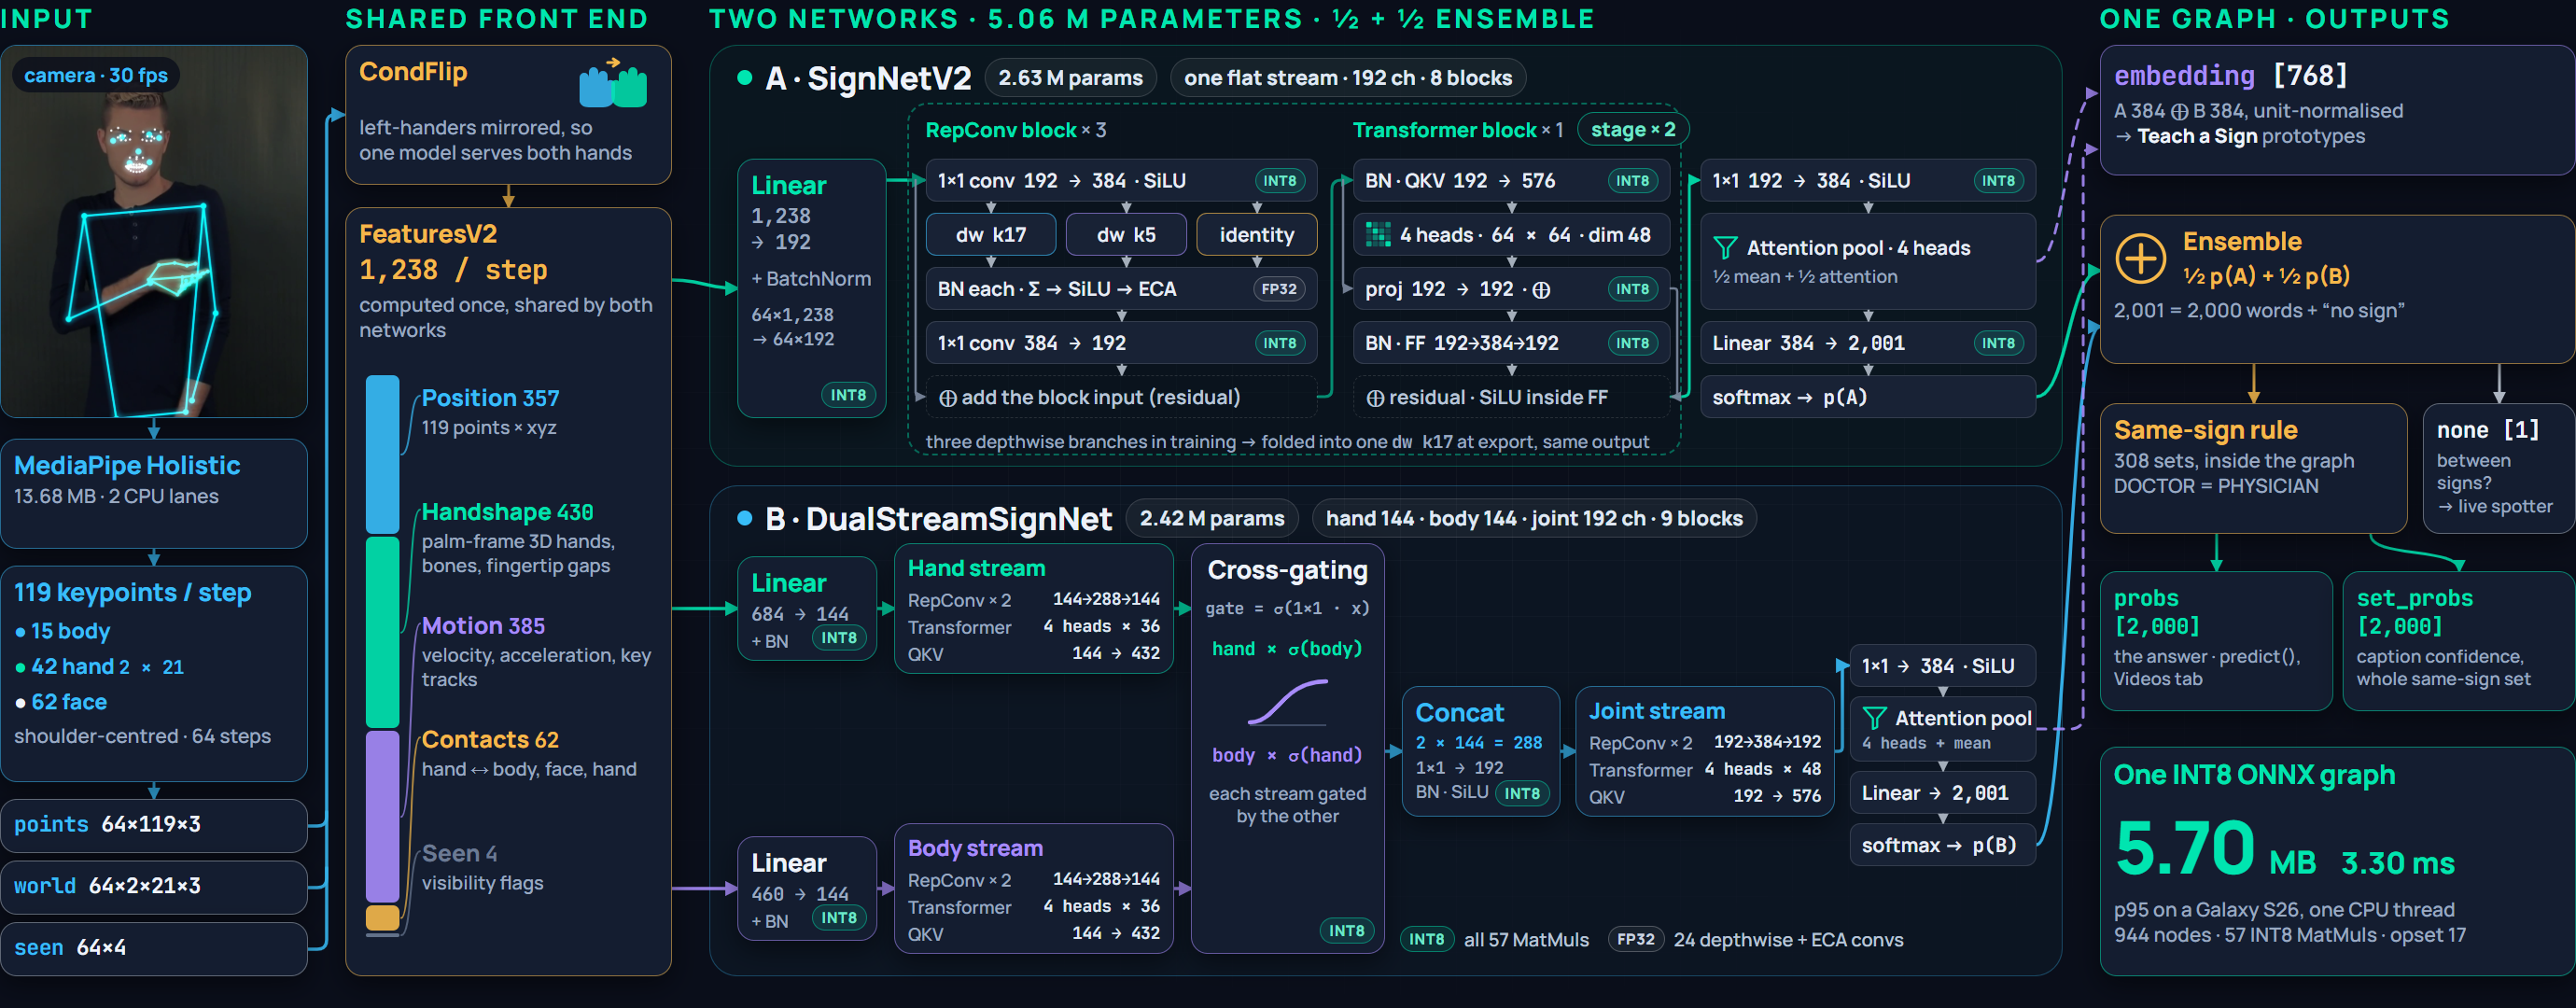 INPUT
camera · 30 fps
MediaPipe Holistic
13.68 MB · 2 CPU lanes
119 keypoints / step
15 body
42 hand 2 × 21
62 face
shoulder-centred · 64 steps
points 64×119×3
world 64×2×21×3
seen 64×4
SHARED FRONT END
CondFlip
left-handers mirrored, so
one model serves both hands
FeaturesV2
1,238 / step
computed once, shared by both
networks
Position 357
119 points × xyz
Handshape 430
palm-frame 3D hands,
bones, fingertip gaps
Motion 385
velocity, acceleration, key
tracks
Contacts 62
hand ↔ body, face, hand
Seen 4
visibility flags
TWO NETWORKS · 5.06 M PARAMETERS · ½ + ½ ENSEMBLE
A · SignNetV2
2.63 M params
one flat stream · 192 ch · 8 blocks
Linear
1,238
→ 192
+ BatchNorm
64×1,238
→ 64×192
INT8
RepConv block × 3
1×1 conv 192 → 384 · SiLU INT8
dw k17
dw k5
identity
BN each · Σ → SiLU → ECA FP32
1×1 conv 384 → 192 INT8
⊕ add the block input (residual)
Transformer block × 1
stage × 2
BN · QKV 192 → 576 INT8
4 heads · 64 × 64 · dim 48
proj 192 → 192 · ⊕ INT8
BN · FF 192→384→192 INT8
⊕ residual · SiLU inside FF
three depthwise branches in training → folded into one dw k17 at export, same output
1×1 192 → 384 · SiLU INT8
Attention pool · 4 heads
½ mean + ½ attention
Linear 384 → 2,001 INT8
softmax → p(A)
B · DualStreamSignNet
2.42 M params
hand 144 · body 144 · joint 192 ch · 9 blocks
Linear
684 → 144
+ BN INT8
Hand stream
RepConv × 2 144→288→144
Transformer 4 heads × 36
QKV 144 → 432
Linear
460 → 144
+ BN INT8
Body stream
RepConv × 2 144→288→144
Transformer 4 heads × 36
QKV 144 → 432
Cross-gating
gate = σ(1×1 · x)
hand × σ(body)
body × σ(hand)
each stream gated
by the other
INT8
Concat
2 × 144 = 288
1×1 → 192
BN · SiLU INT8
Joint stream
RepConv × 2 192→384→192
Transformer 4 heads × 48
QKV 192 → 576
1×1 → 384 · SiLU
Attention pool
4 heads + mean
Linear → 2,001
softmax → p(B)
INT8 all 57 MatMuls FP32 24 depthwise + ECA convs
ONE GRAPH · OUTPUTS
embedding [768]
A 384 ⊕ B 384, unit-normalised
→ Teach a Sign prototypes
Ensemble
½ p(A) + ½ p(B)
2,001 = 2,000 words + “no sign”
Same-sign rule
308 sets, inside the graph
DOCTOR = PHYSICIAN
none [1]
between
signs?
→ live spotter
probs
[2,000]
the answer · predict(),
Videos tab
set_probs
[2,000]
caption confidence,
whole same-sign set
One INT8 ONNX graph
5.70 MB 3.30 ms
p95 on a Galaxy S26, one CPU thread
944 nodes · 57 INT8 MatMuls · opset 17